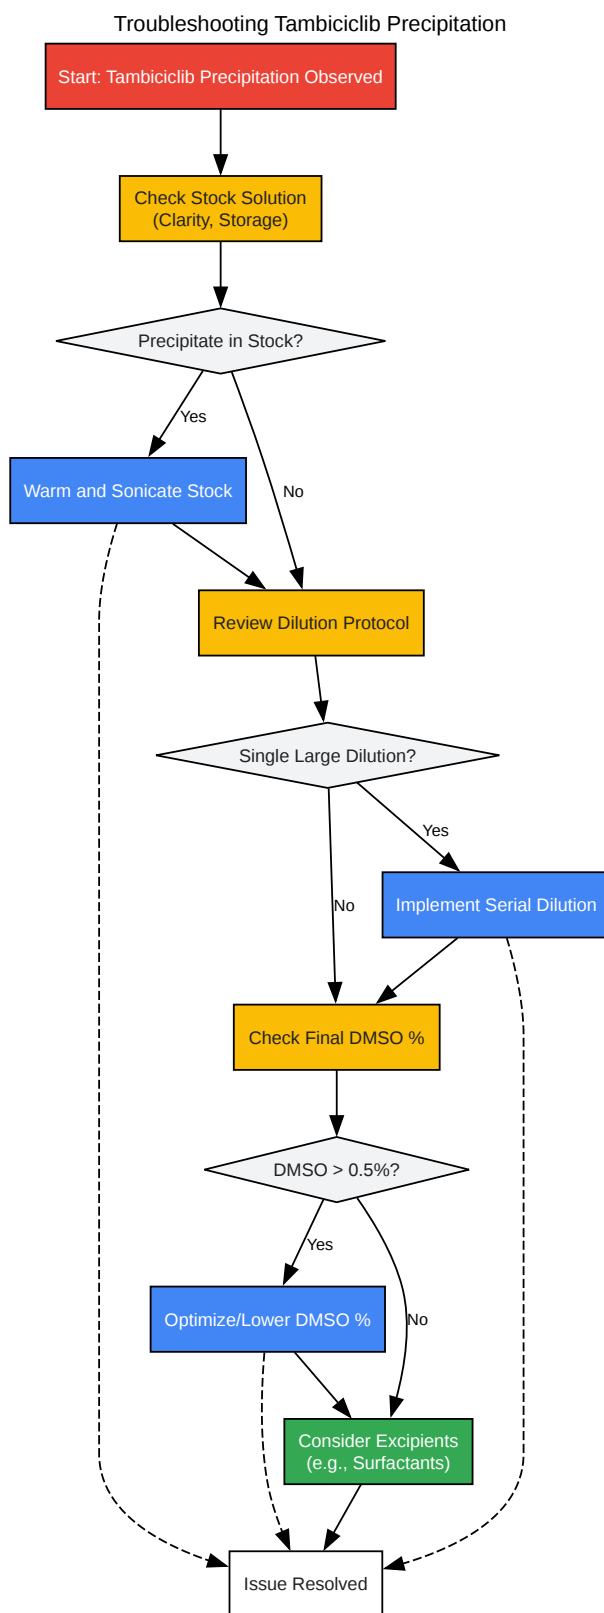 Troubleshooting Tambiciclib Precipitation
Start: Tambiciclib Precipitation Observed
Check Stock Solution
(Clarity, Storage)
Precipitate in Stock?
Yes
Warm and Sonicate Stock
No
Review Dilution Protocol
Single Large Dilution?
Yes
Implement Serial Dilution
No
Check Final DMSO %
DMSO > 0.5%?
Yes
Optimize/Lower DMSO %
No
Consider Excipients
(e.g., Surfactants)
Issue Resolved